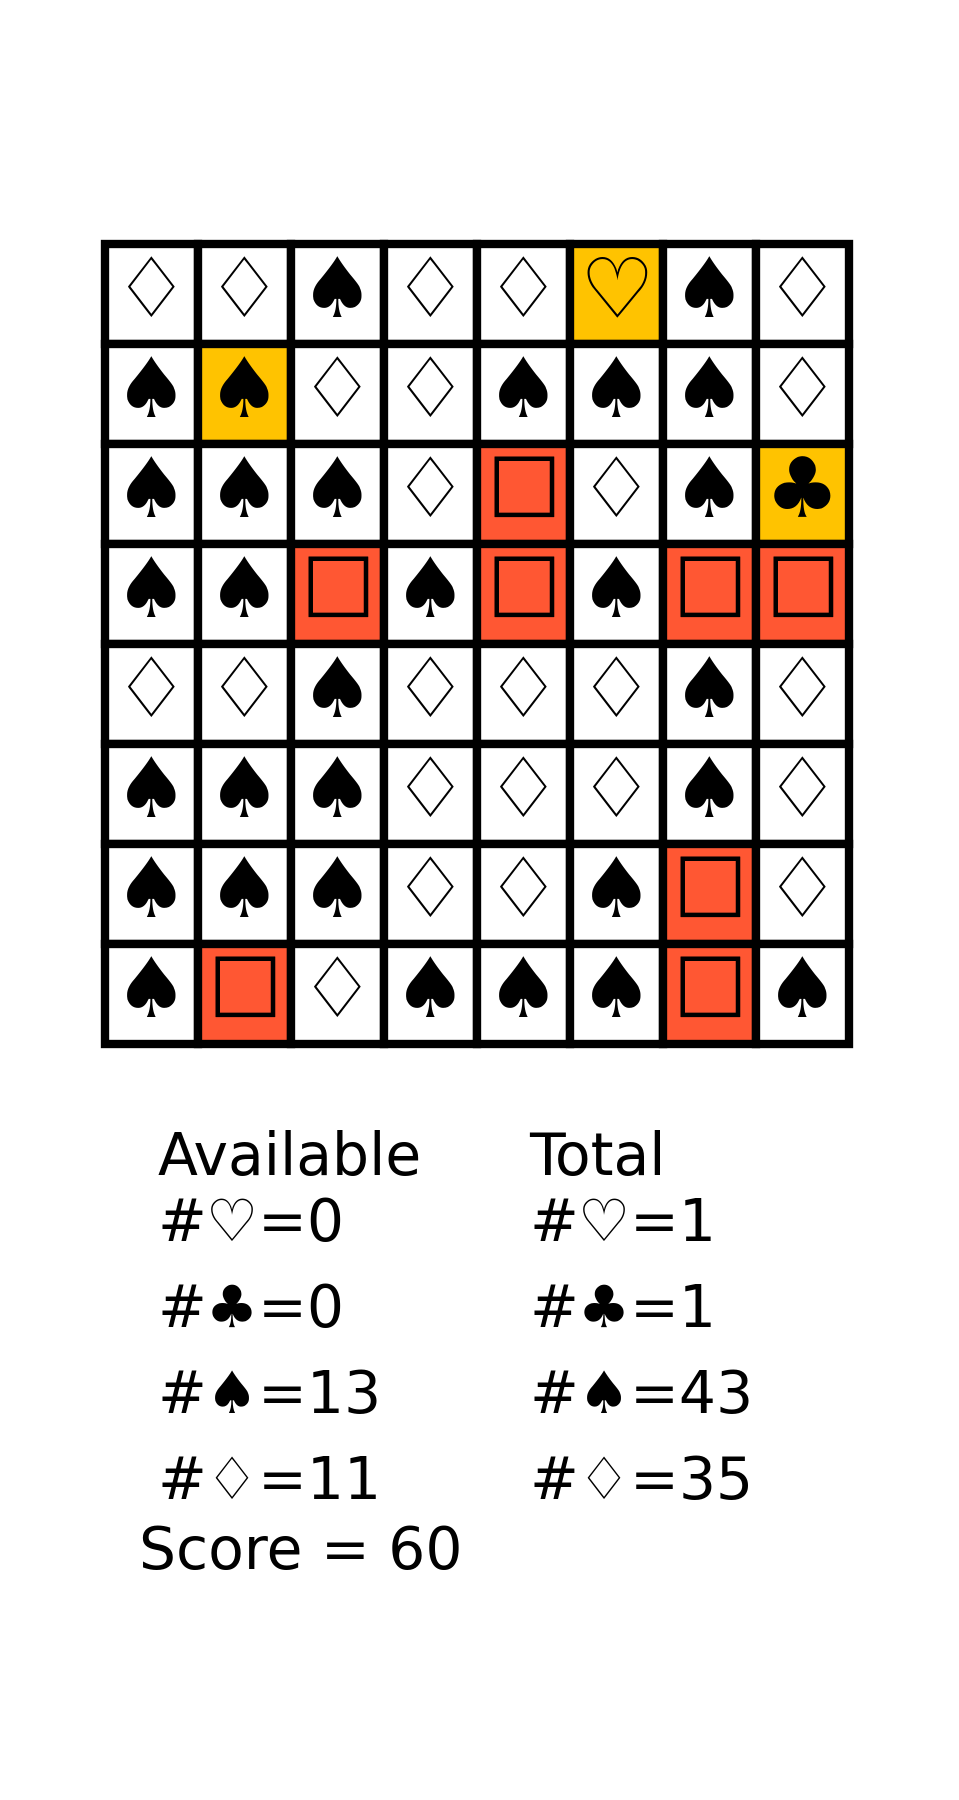 ♢ ♢ ♠ ♢ ♢ ♡ ♠ ♢
♠ ♠ ♢ ♢ ♠ ♠ ♠ ♢
♠ ♠ ♠ ♢ □ ♢ ♠ ♣
♠ ♠ □ ♠ □ ♠ □ □
♢ ♢ ♠ ♢ ♢ ♢ ♠ ♢
♠ ♠ ♠ ♢ ♢ ♢ ♠ ♢
♠ ♠ ♠ ♢ ♢ ♠ □ ♢
♠ □ ♢ ♠ ♠ ♠ □ ♠
Available Total
#♡=0 #♡=1
#♣=0 #♣=1
#♠=13 #♠=43
#♢=11 #♢=35
Score = 60